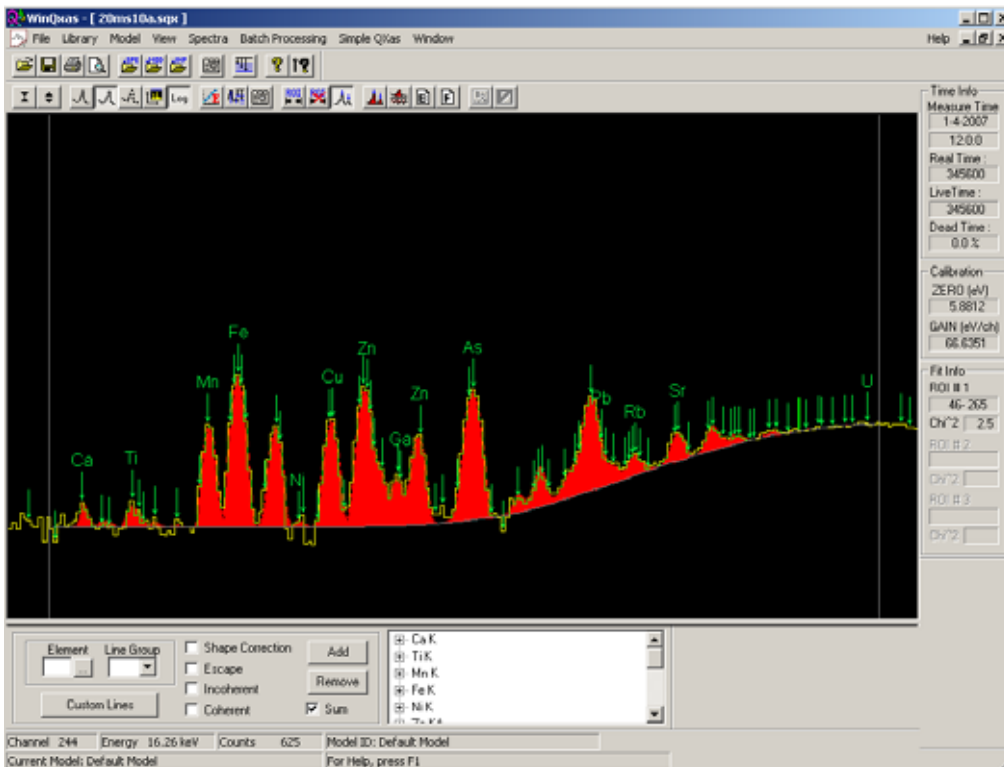 WinQxas - [ 20ms10a.sqx ]
File Library Model View Spectra Batch Processing Simple QXas Window Help
Log
Time Info
Measure Time
1-4-2007
12:0:0
Real Time :
345600
LiveTime :
345600
Dead Time :
0.0 %
Calibration
ZERO (eV)
5.8812
GAIN (eV/ch)
66.6351
Fit Info
ROI # 1
46- 265
Chi^2 2.5
ROI # 2
Chi^2
ROI # 3
Chi^2
Fe
Zn
As
Mn
Cu
Zn
Pb
Sr
U
Rb
Ca
Ti
Ga
N
Element Line Group
...
Custom Lines
Shape Correction
Escape
Incoherent
Coherent
Add
Remove
Sum
Ca K
Ti K
Mn K
Fe K
Ni K
Channel 244 Energy 16.26 keV Counts 625 Model ID: Default Model
Current Model: Default Model For Help, press F1